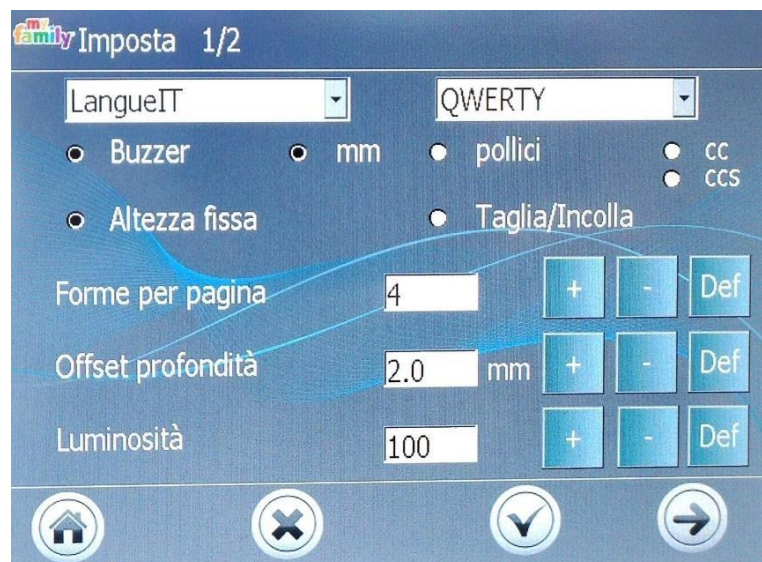 my family Imposta 1/2
LangueIT QWERTY
Buzzer mm pollici cc
ccs
Altezza fissa Taglia/Incolla
Forme per pagina 4 + - Def
Offset profondità 2.0 mm + - Def
Luminosità 100 + - Def